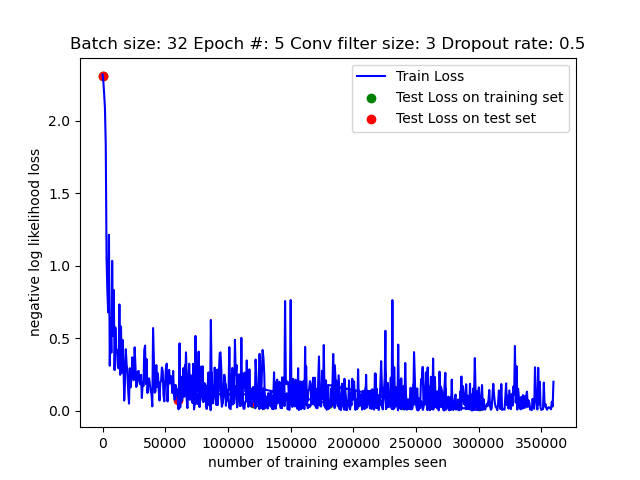 Batch size: 32 Epoch #: 5 Conv filter size: 3 Dropout rate: 0.5
Train Loss
Test Loss on training set
Test Loss on test set
2.0
1.5
1.0
0.5
0.0
negative log likelihood loss
0 50000 100000 150000 200000 250000 300000 350000
number of training examples seen